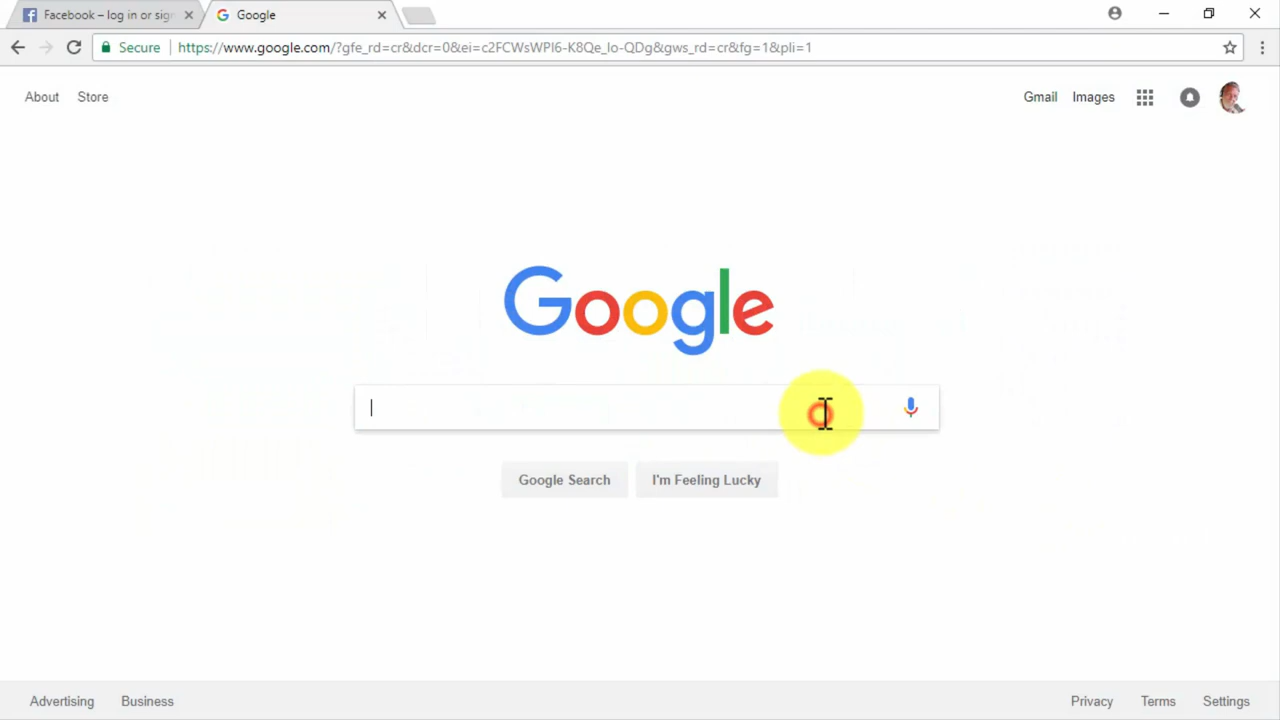 Facebook – log in or sign
Google
Secure
https://www.google.com/?gfe_rd=cr&dcr=0&ei=c2FCWsWPI6-K8Qe_lo-QDg&gws_rd=cr&fg=1&pli=1
About Store
Gmail Images
Google
Google Search I'm Feeling Lucky
Advertising Business
Privacy Terms Settings